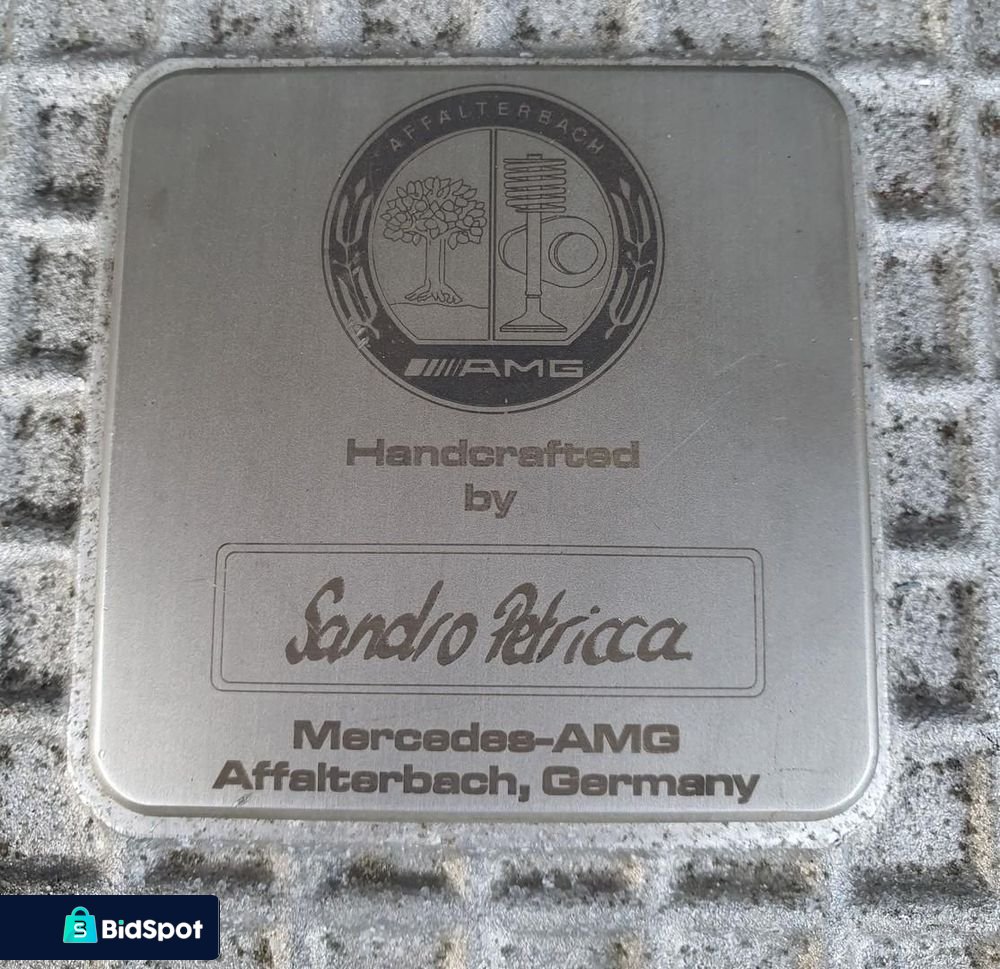 AFFALTERBACH
AMG
Handcrafted
by
Sandro Petricca
Mercedes-AMG
Affalterbach, Germany
BidSpot